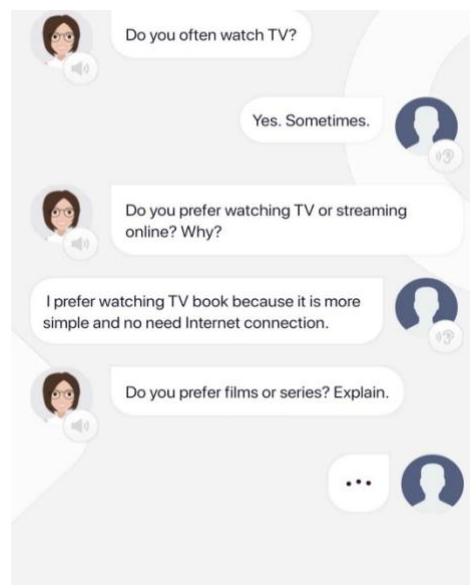 Do you often watch TV?
Yes. Sometimes.
Do you prefer watching TV or streaming
online? Why?
I prefer watching TV book because it is more
simple and no need Internet connection.
Do you prefer films or series? Explain.
...